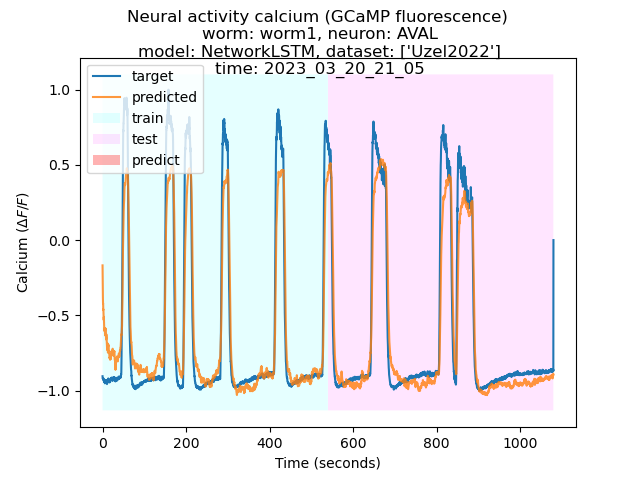 Neural activity calcium (GCaMP fluorescence)
worm: worm1, neuron: AVAL
model: NetworkLSTM, dataset: ['Uzel2022']
time: 2023_03_20_21_05
target
predicted
train
test
predict
1.0
0.5
0.0
−0.5
−1.0
Calcium (ΔF/F)
0
200
400
600
800
1000
Time (seconds)